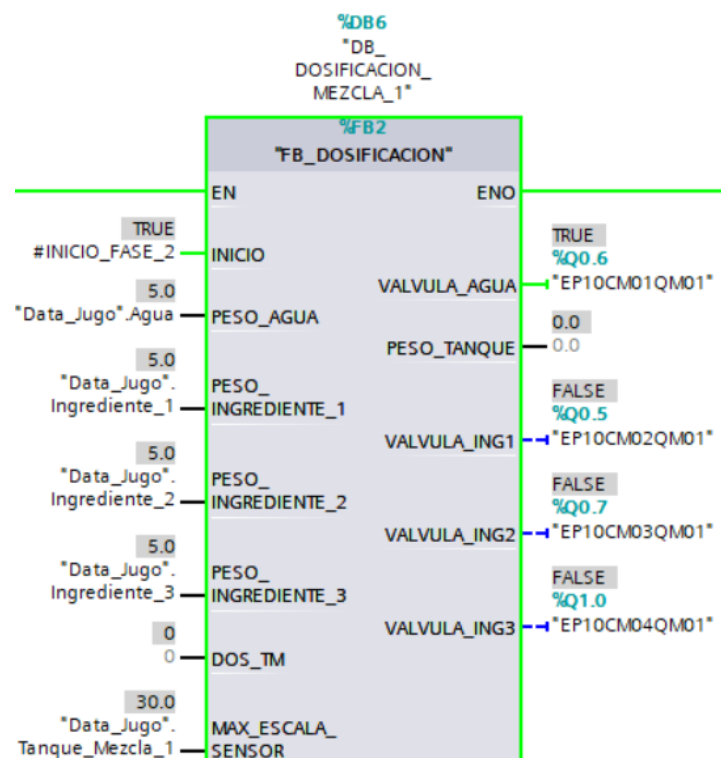 %DB6
"DB_
DOSIFICACION_
MEZCLA_1"
%FB2
"FB_DOSIFICACION"
EN
ENO
TRUE
#INICIO_FASE_2
INICIO
5.0
"Data_Jugo".Agua
PESO_AGUA
5.0
"Data_Jugo".
Ingrediente_1
PESO_
INGREDIENTE_1
5.0
"Data_Jugo".
Ingrediente_2
PESO_
INGREDIENTE_2
5.0
"Data_Jugo".
Ingrediente_3
PESO_
INGREDIENTE_3
0
0
DOS_TM
30.0
"Data_Jugo".
Tanque_Mezcla_1
MAX_ESCALA_
SENSOR
TRUE
%Q0.6
VALVULA_AGUA
"EP10CM01QM01"
0.0
PESO_TANQUE
0.0
FALSE
%Q0.5
VALVULA_ING1
"EP10CM02QM01"
FALSE
%Q0.7
VALVULA_ING2
"EP10CM03QM01"
FALSE
%Q1.0
VALVULA_ING3
"EP10CM04QM01"